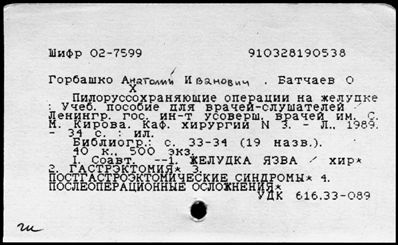 Шифр 02-7599 910328190538
Горбашко Анатолий Иванович . Батчаев О
Х
Пилоруссохраняющие операции на желудке
: Учеб. пособие для врачей-слушателей /
Ленингр. гос. ин-т усоверш. врачей им. С.
М. Кирова. Каф. хирургии N 3. - Л., 1989.
- 34 с. : ил.
Библиогр.: с. 33-34 (19 назв.).
40 к., 500 экз.
I. Соавт. --1. ЖЕЛУДКА ЯЗВА / хир*
2. ГАСТРЭКТОМИЯ* 3.
ПОСТГАСТРОЭКТОМИЧЕСКИЕ СИНДРОМЫ* 4.
ПОСЛЕОПЕРАЦИОННЫЕ ОСЛОЖНЕНИЯ*
УДК 616.33-089